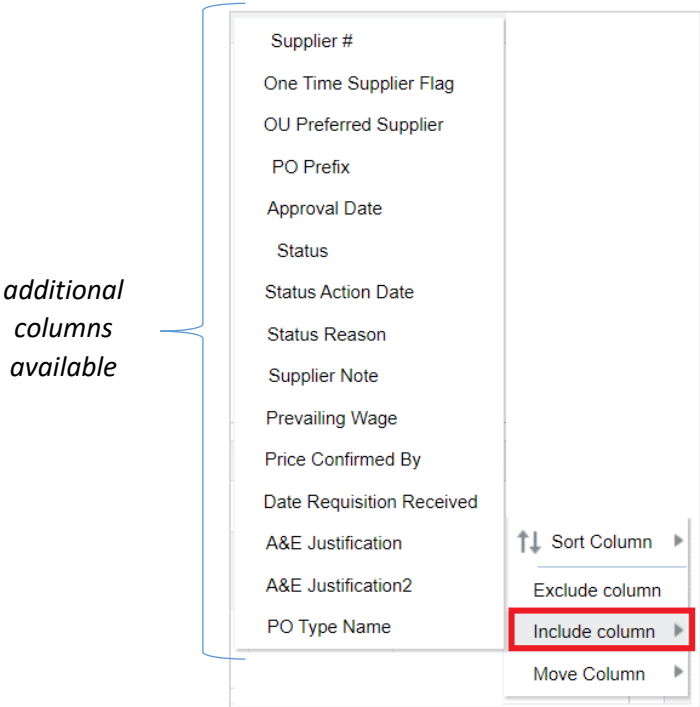 additional
columns
available
Supplier #
One Time Supplier Flag
OU Preferred Supplier
PO Prefix
Approval Date
Status
Status Action Date
Status Reason
Supplier Note
Prevailing Wage
Price Confirmed By
Date Requisition Received
A&E Justification
A&E Justification2
PO Type Name
Sort Column
Exclude column
Include column
Move Column